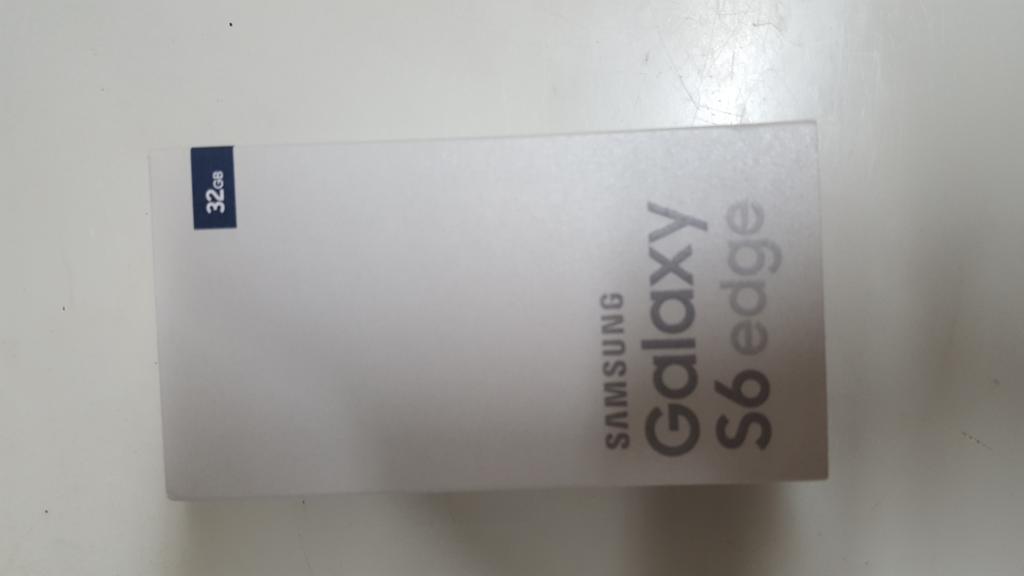 32GB
SAMSUNG
Galaxy
S6 edge